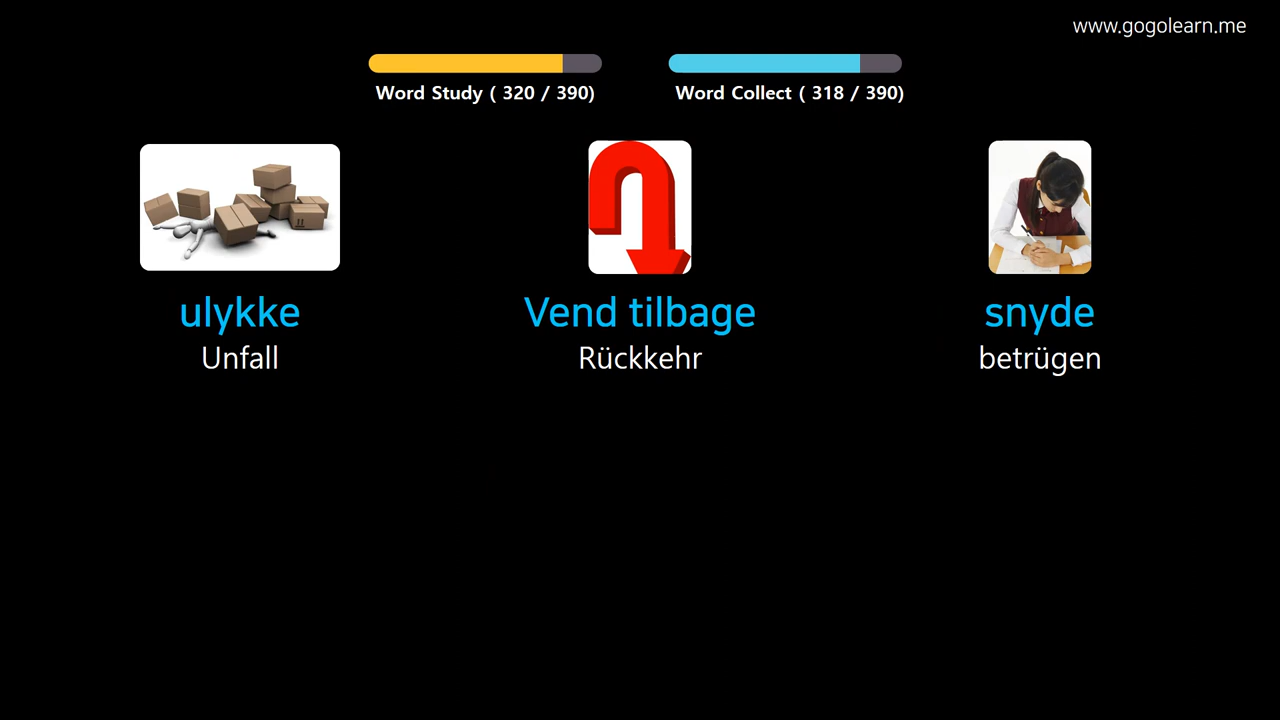 www.gogolearn.me
Word Study ( 320 / 390)
Word Collect ( 318 / 390)
ulykke
Vend tilbage
snyde
Unfall
Rückkehr
betrügen